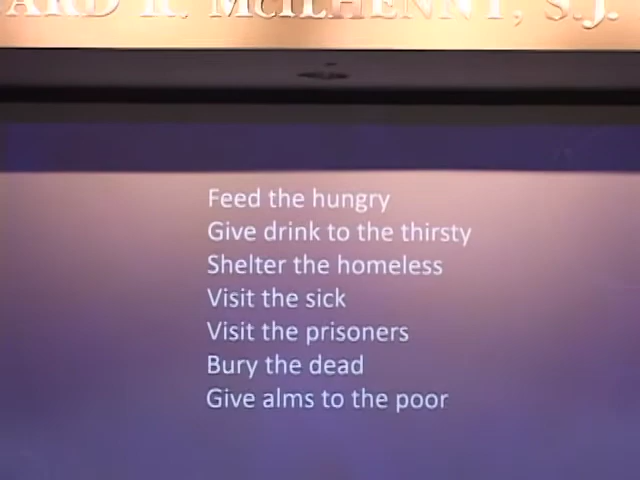 R. MCILHENNY, S.J.
Feed the hungry
Give drink to the thirsty
Shelter the homeless
Visit the sick
Visit the prisoners
Bury the dead
Give alms to the poor